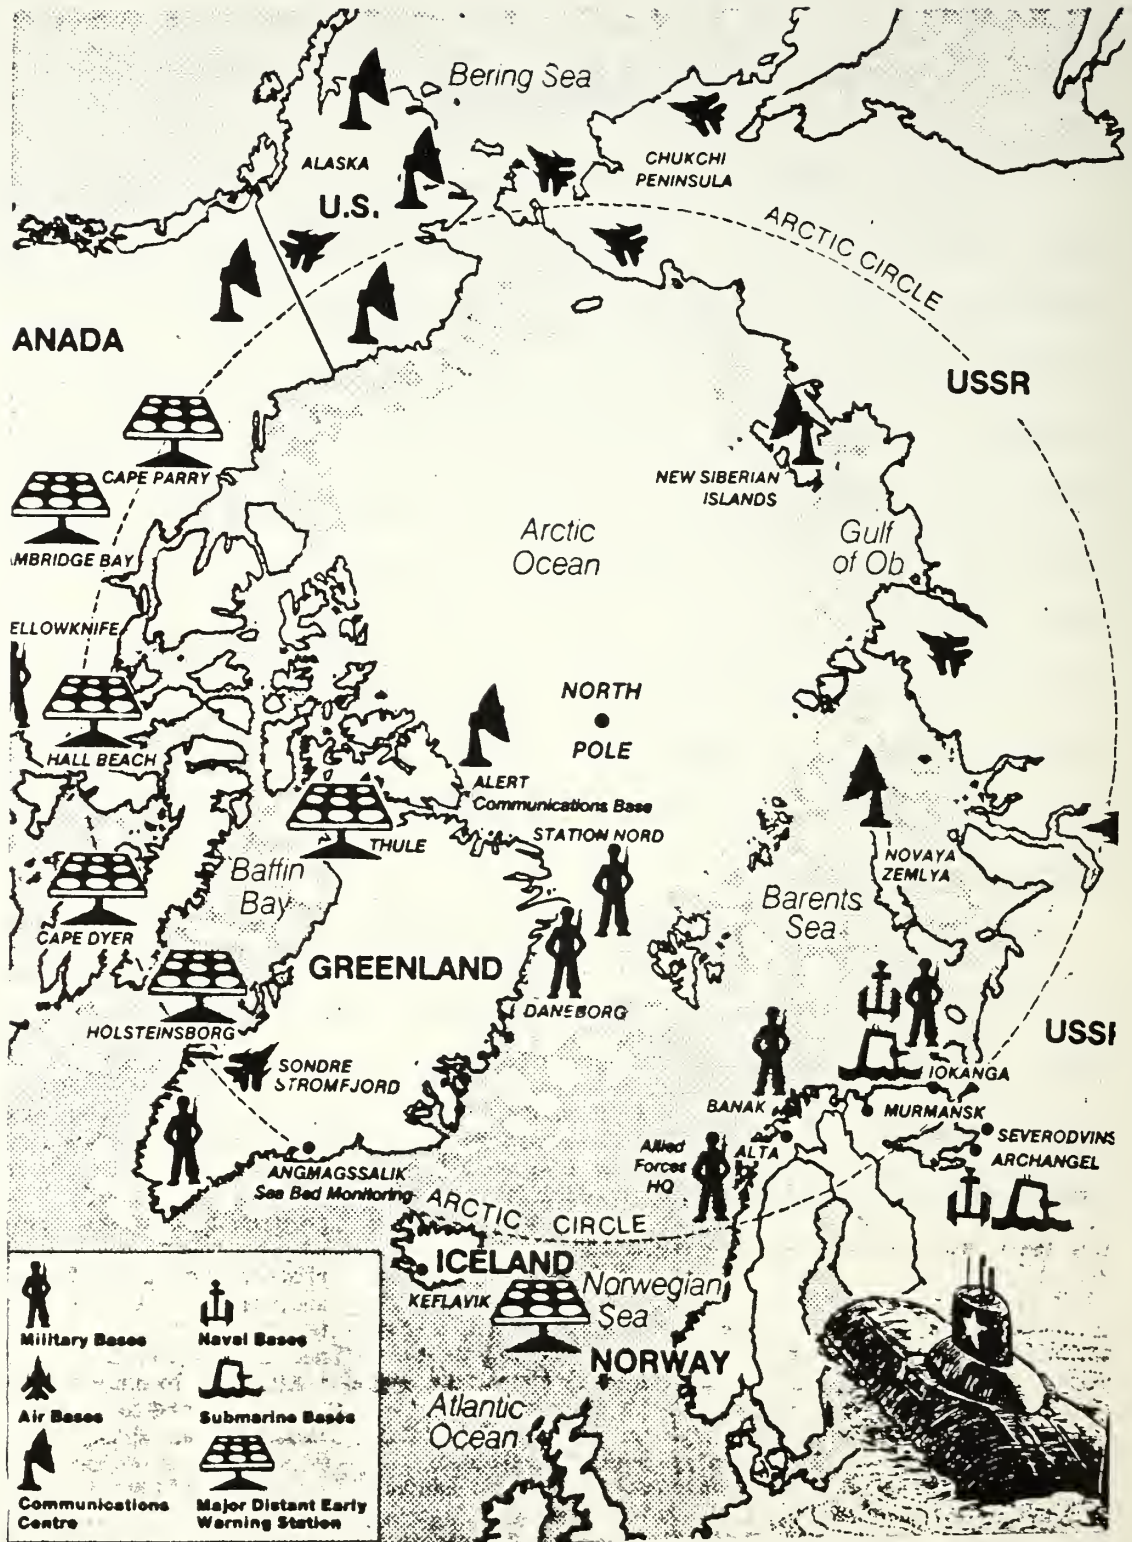 Bering Sea
ALASKA
CHUKCHI
PENINSULA
U.S.
ARCTIC CIRCLE
ANADA
USSR
CAPE PARRY
NEW SIBERIAN
ISLANDS
Arctic
Ocean
Gulf
of Ob
MBRIDGE BAY
ELLOWKNIFE
NORTH
POLE
HALL BEACH
ALERT
Communications Base
STATION NORD
THULE
NOVAYA
ZEMLYA
Baffin
Bay
Barents
Sea
CAPE DYER
GREENLAND
DANEBORG
HOLSTEINSBORG
USSR
SONDRE
STROMFJORD
IOKANGA
BANAK
MURMANSK
SEVERODVINS
ALTA
Allied
Forces
HQ
ARCHANGEL
ANGMAGSSALIK
Sea Bed Monitoring
ARCTIC CIRCLE
ICELAND
KEFLAVIK
Norwegian
Sea
NORWAY
Atlantic
Ocean
Military Bases
Naval Bases
Air Bases
Submarine Bases
Communications
Centre
Major Distant Early
Warning Station